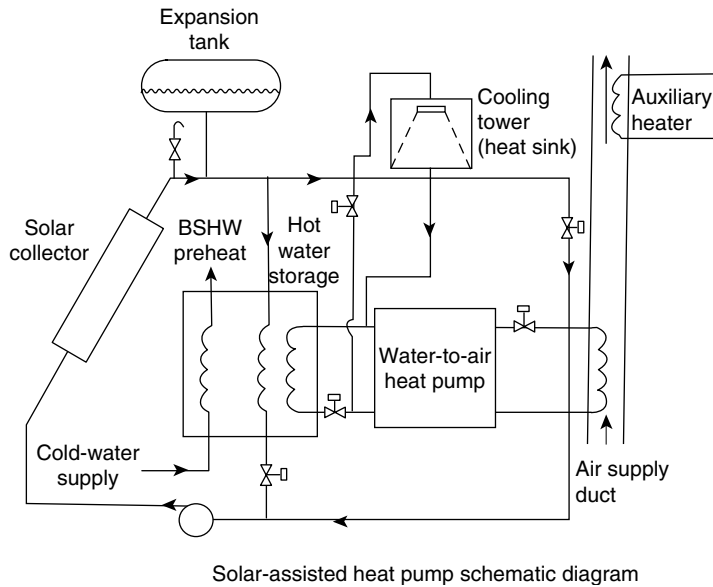 Expansion
tank
Cooling
tower
(heat sink)
Auxiliary
heater
Solar
collector
BSHW
preheat
Hot
water
storage
Water-to-air
heat pump
Cold-water
supply
Air supply
duct
Solar-assisted heat pump schematic diagram